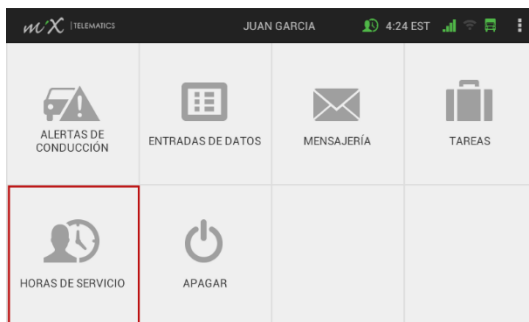 miX TELEMATICS
JUAN GARCIA
4:24 EST
ALERTAS DE
CONDUCCIÓN
ENTRADAS DE DATOS
MENSAJERÍA
TAREAS
HORAS DE SERVICIO
APAGAR